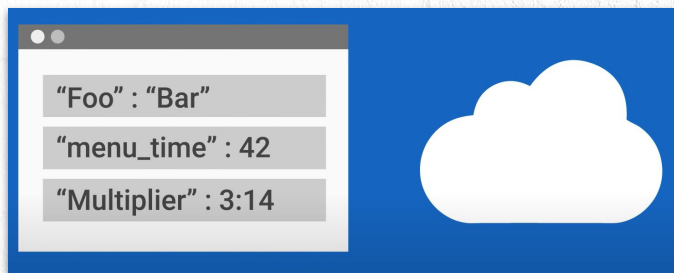 “Foo” : “Bar”
“menu_time” : 42
“Multiplier” : 3:14